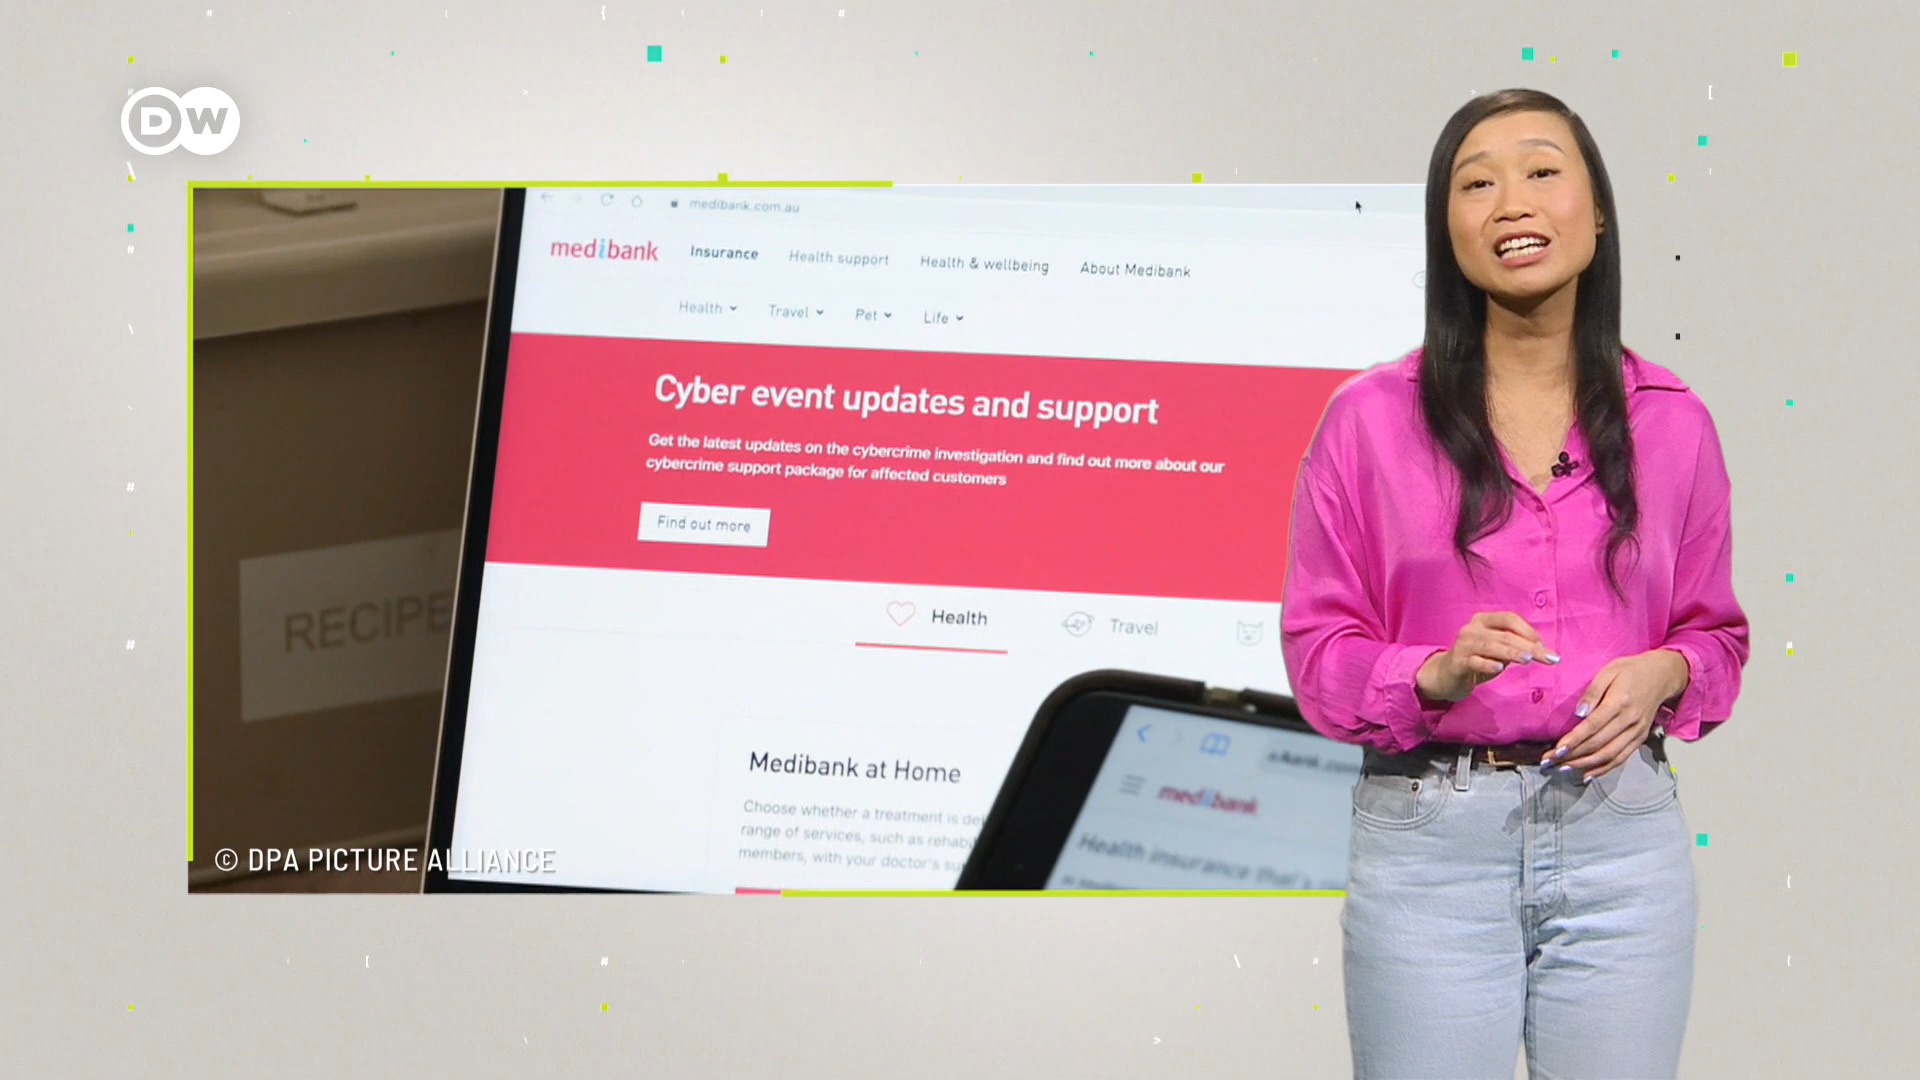 DW
medibank.com.au
medibank Insurance Health support Health & wellbeing About Medibank
Health Travel Pet Life
Cyber event updates and support
Get the latest updates on the cybercrime investigation and find out more about our
cybercrime support package for affected customers
Find out more
RECIPE
Health Travel
Medibank at Home
Choose whether a treatment is
range of services, such as
members, with your doctor's
medibank
Health insurance that's
© DPA PICTURE ALLIANCE